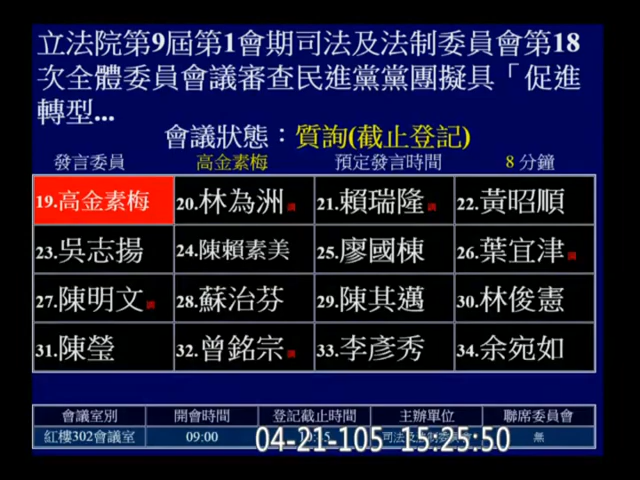 立法院第9屆第1會期司法及法制委員會第18
次全體委員會議審查民進黨黨團擬具「促進
轉型...
會議狀態：質詢(截止登記)
發言委員 高金素梅 預定發言時間 8 分鐘
19.高金素梅 20.林為洲 21.賴瑞隆 22.黃昭順
23.吳志揚 24.陳賴素美 25.廖國棟 26.葉宜津
27.陳明文 28.蘇治芬 29.陳其邁 30.林俊憲
31.陳瑩 32.曾銘宗 33.李彥秀 34.余宛如
會議室別 開會時間 登記截止時間 主辦單位 聯席委員會
紅樓302會議室 09:00 無
04-21-105 15:25:50